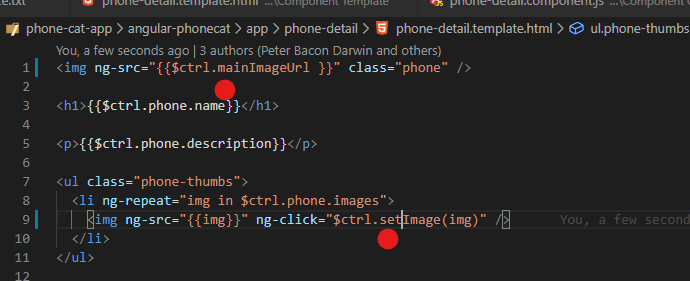 e.txt phone-detail.template.html ...\Component Template phone-detail.component.js ...\Component
phone-cat-app > angular-phonecat > app > phone-detail > phone-detail.template.html > ul.phone-thumbs
You, a few seconds ago | 3 authors (Peter Bacon Darwin and others)
1 <img ng-src="{{$ctrl.mainImageUrl }}" class="phone" />
2
3 <h1>{{$ctrl.phone.name}}</h1>
4
5 <p>{{$ctrl.phone.description}}</p>
6
7 <ul class="phone-thumbs">
8 <li ng-repeat="img in $ctrl.phone.images">
9 <img ng-src="{{img}}" ng-click="$ctrl.setImage(img)" /> You, a few second
10 </li>
11 </ul>
12